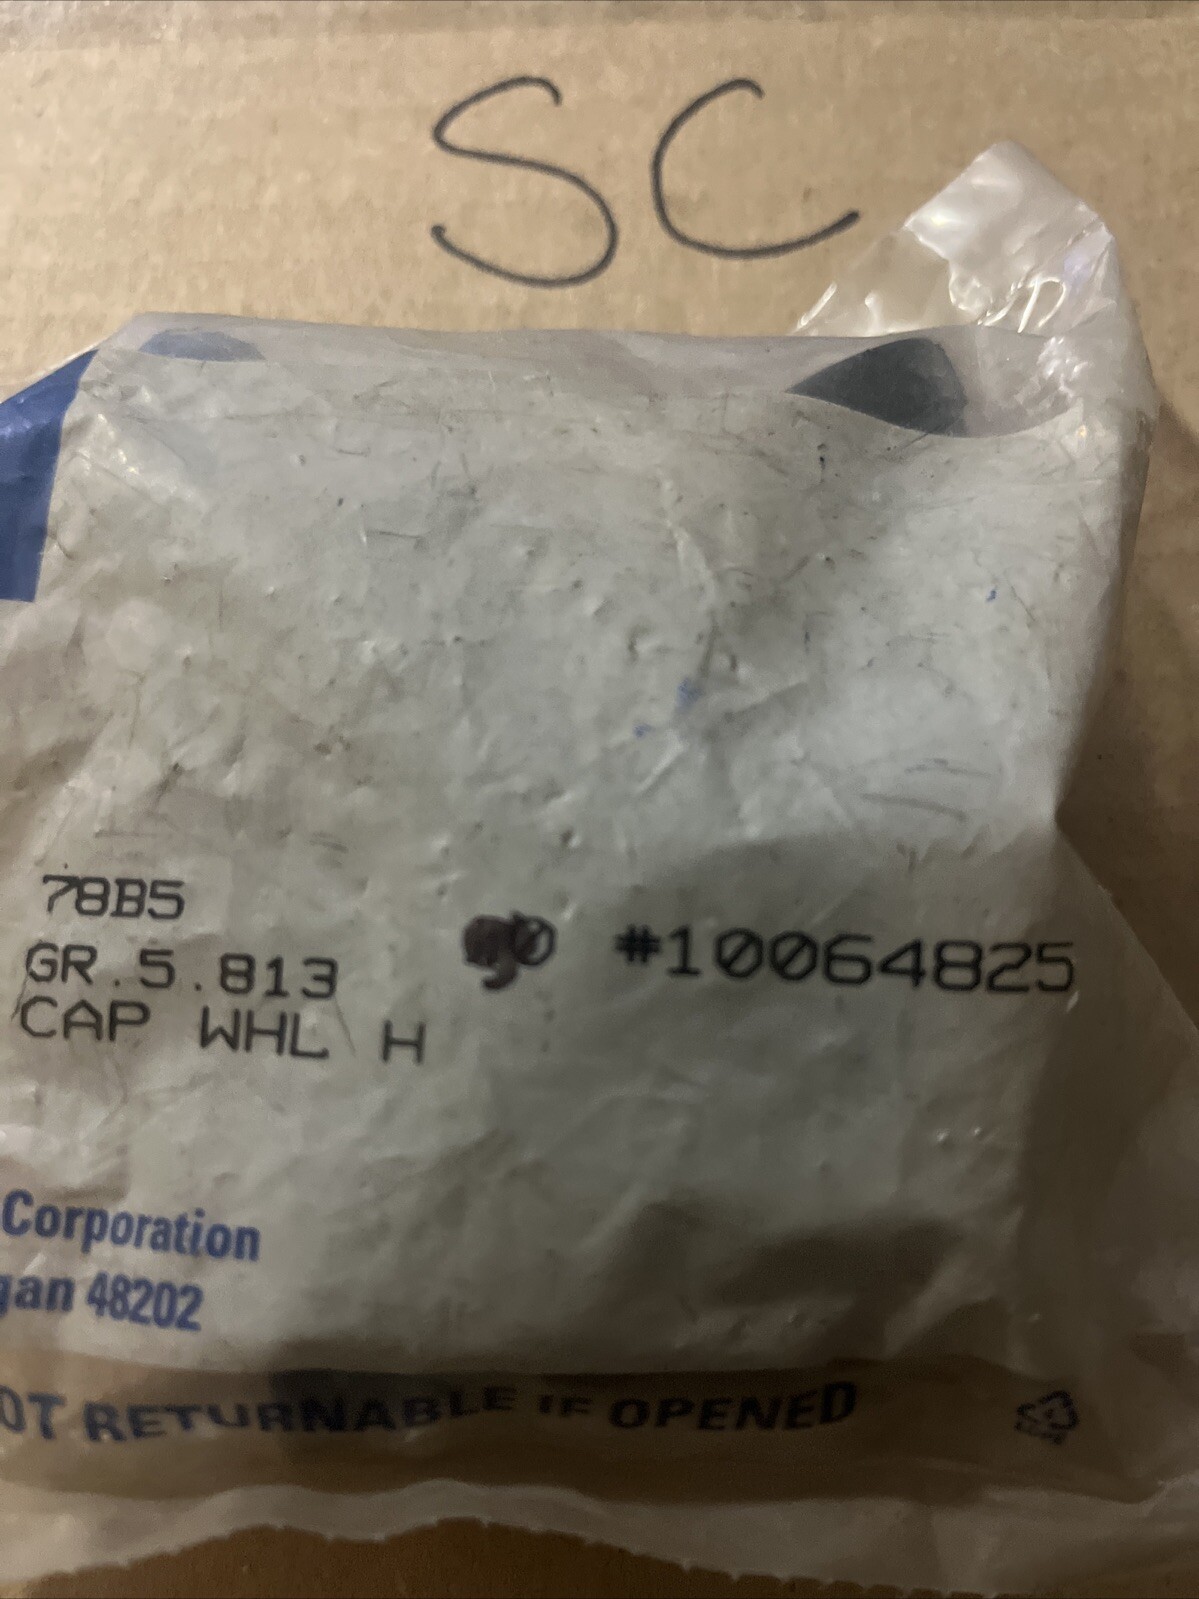 SC
78B5
GR.5.813 #10064825
CAP WHL H
Corporation
gan 48202
OT RETURNABLE IF OPENED